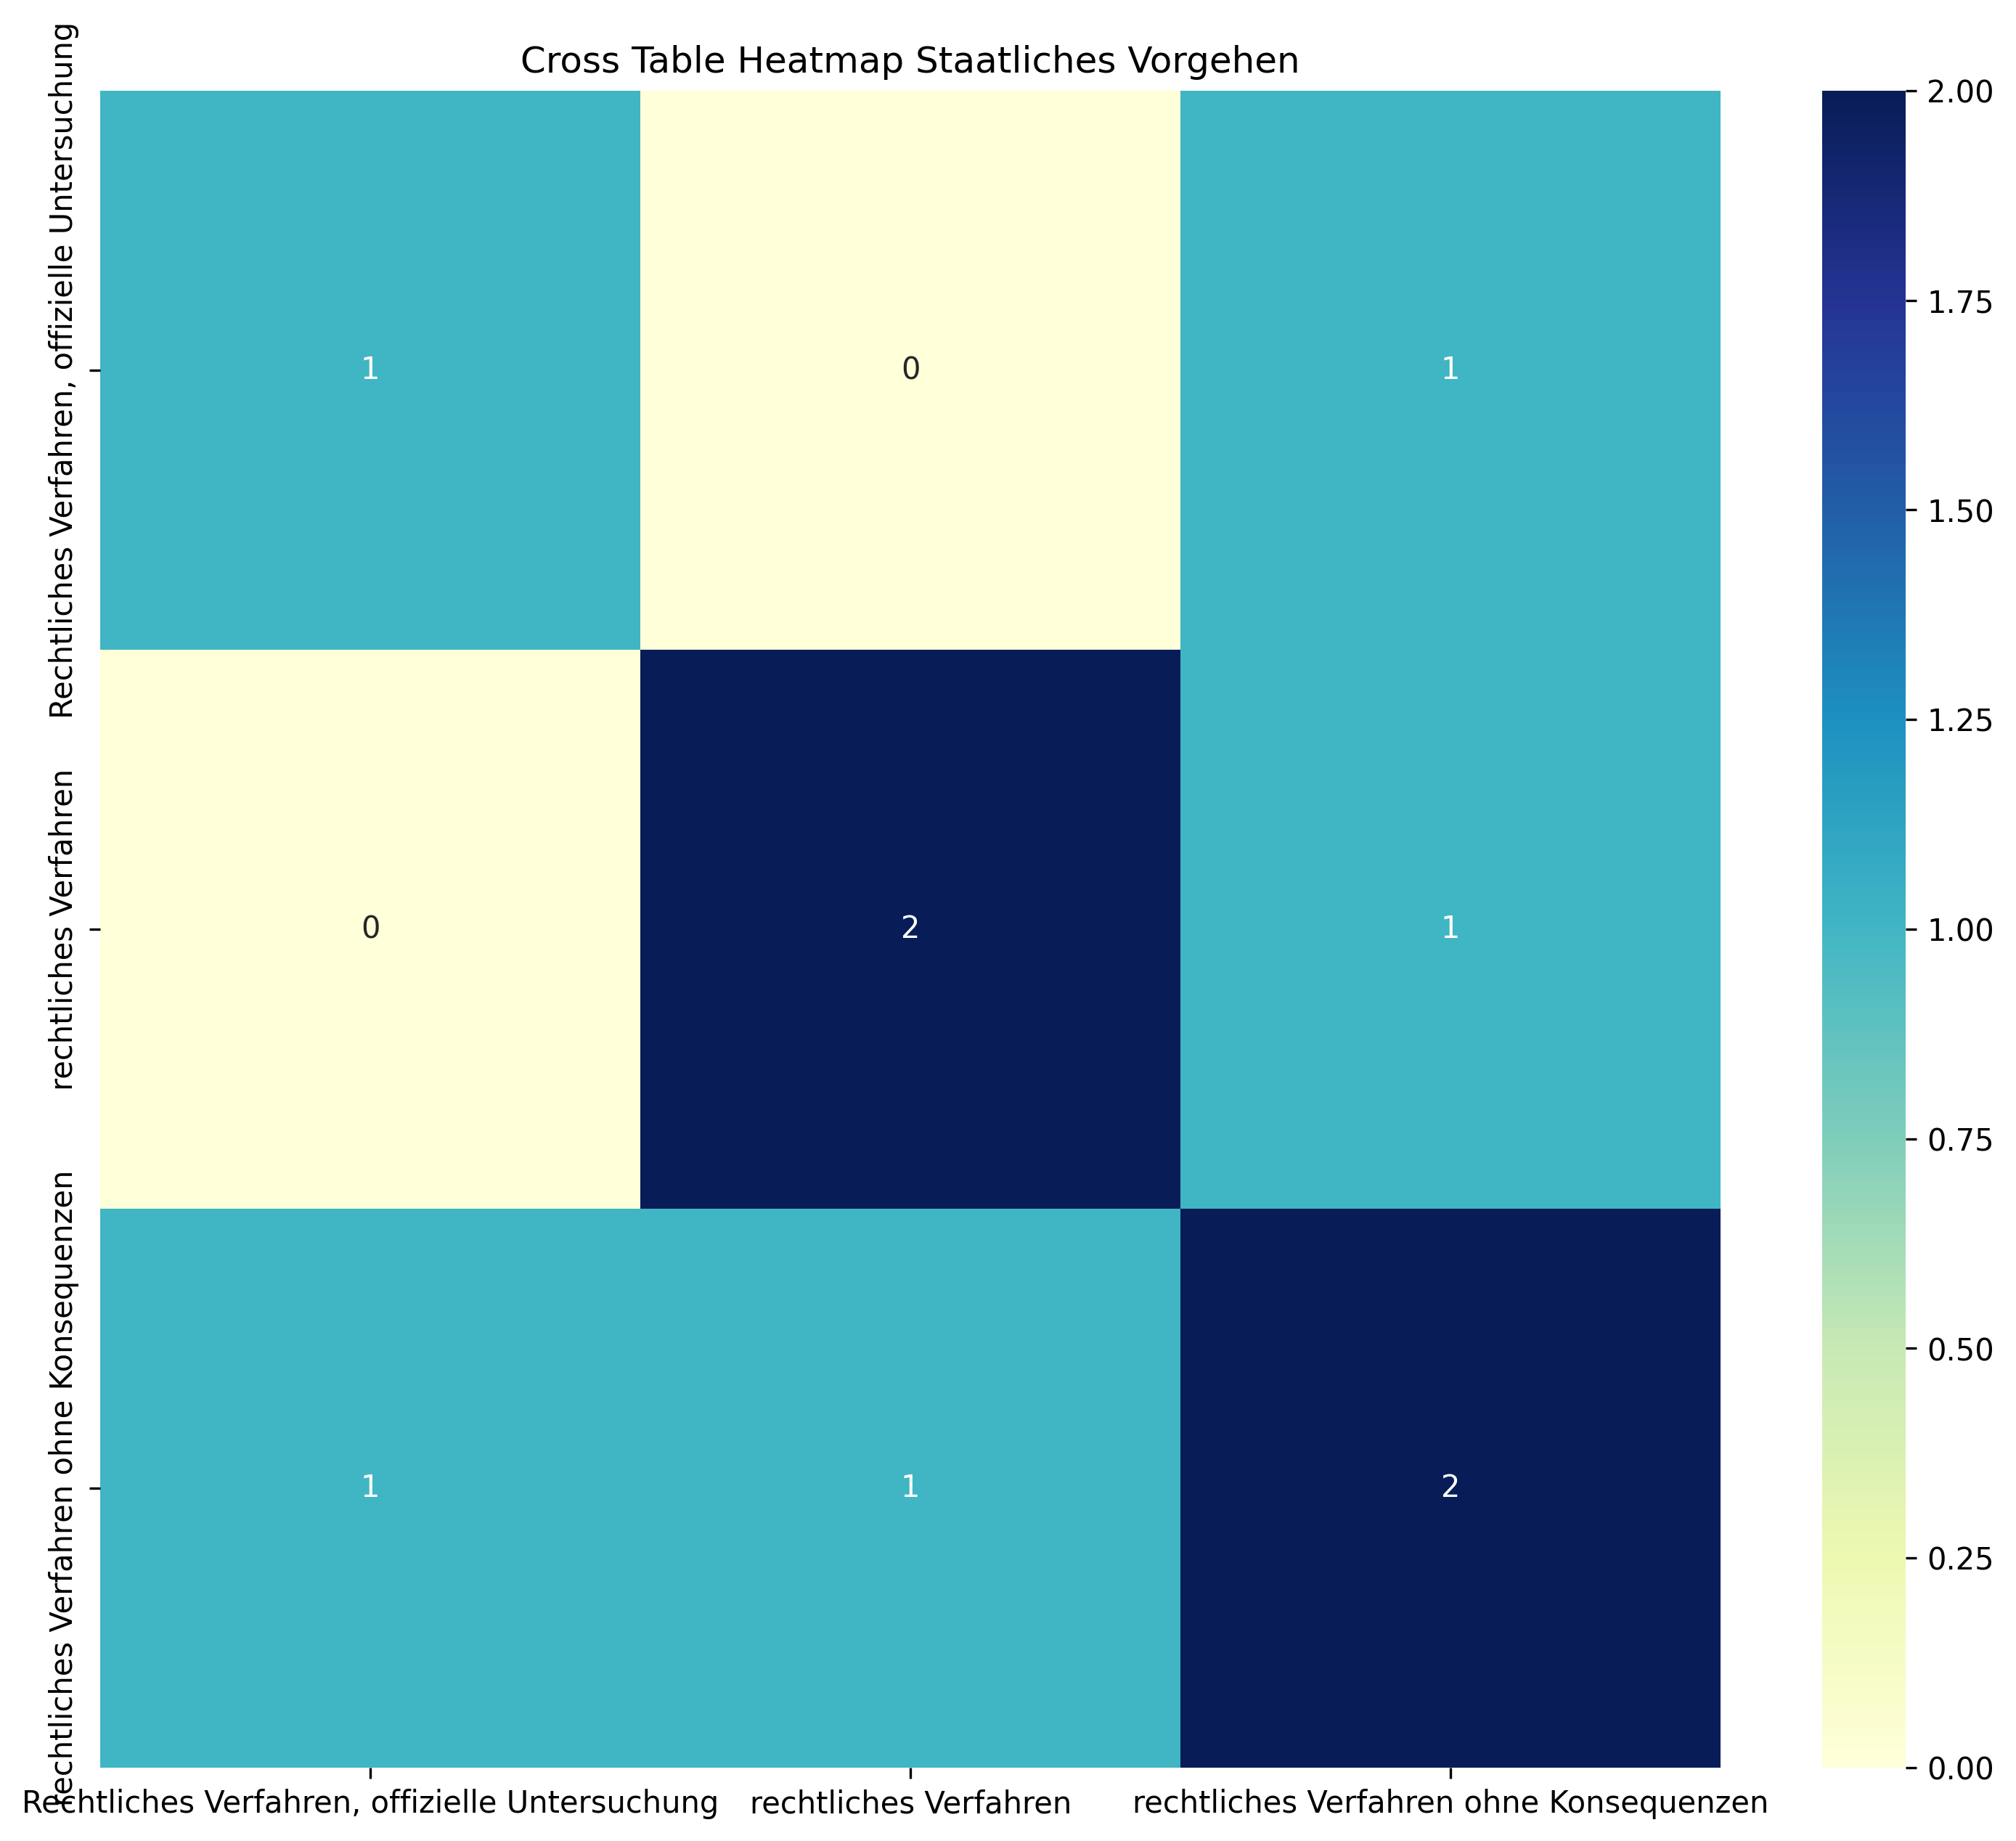 Cross Table Heatmap Staatliches Vorgehen
Rechtliches Verfahren, offizielle Untersuchung
rechtliches Verfahren
rechtliches Verfahren ohne Konsequenzen
1 0 1
0 2 1
1 1 2
Rechtliches Verfahren, offizielle Untersuchung
rechtliches Verfahren
rechtliches Verfahren ohne Konsequenzen
2.00
1.75
1.50
1.25
1.00
0.75
0.50
0.25
0.00